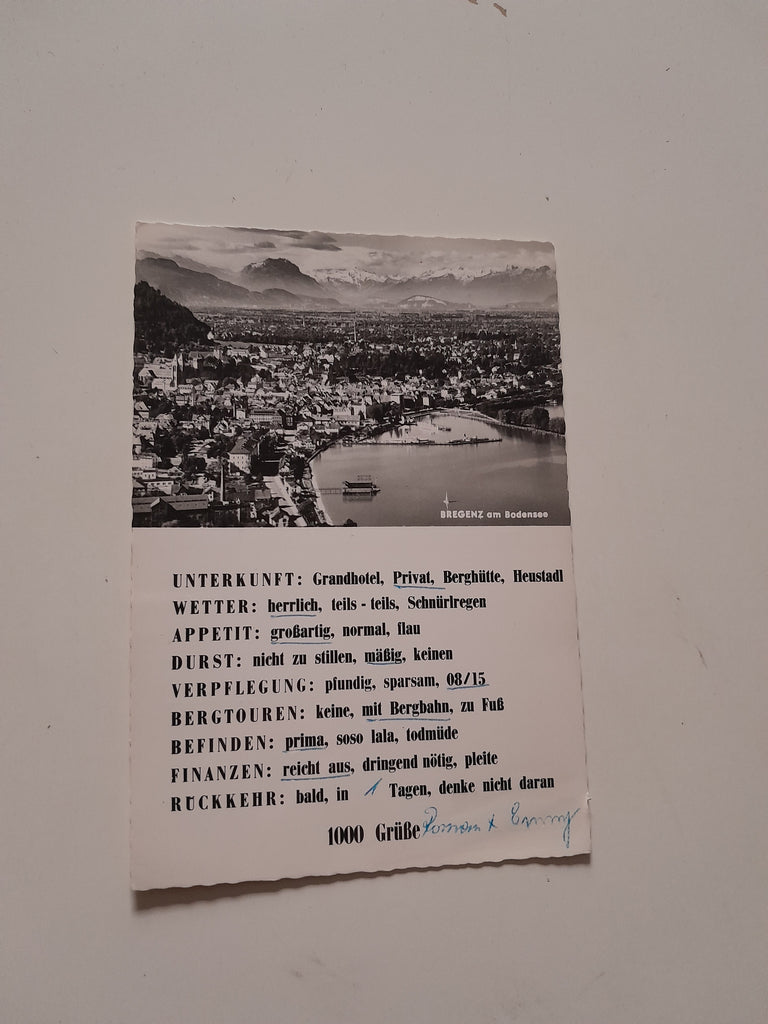 BREGENZ am Bodensee
UNTERKUNFT: Grandhotel, Privat, Berghütte, Heustadl
WETTER: herrlich, teils - teils, Schnürlregen
APPETIT: großartig, normal, flau
DURST: nicht zu stillen, mäßig, keinen
VERPFLEGUNG: pfundig, sparsam, 08/15
BERGTOUREN: keine, mit Bergbahn, zu Fuß
BEFINDEN: prima, soso lala, todmüde
FINANZEN: reicht aus, dringend nötig, pleite
RÜCKKEHR: bald, in 1 Tagen, denke nicht daran
1000 Grüße